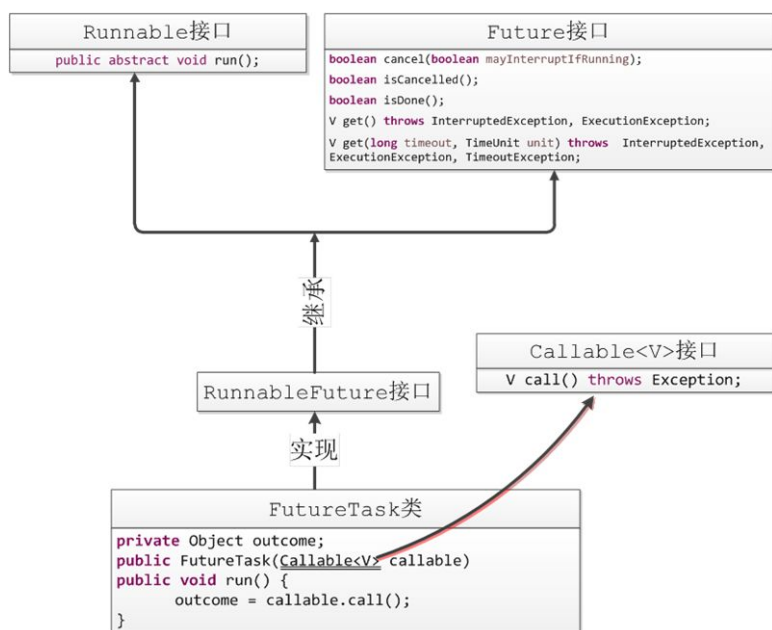 Runnable接口
public abstract void run();
Future接口
boolean cancel(boolean mayInterruptIfRunning);
boolean isCancelled();
boolean isDone();
V get() throws InterruptedException, ExecutionException;
V get(long timeout, TimeUnit unit) throws InterruptedException,
ExecutionException, TimeoutException;
继承
Callable<V>接口
V call() throws Exception;
RunnableFuture接口
实现
FutureTask类
private Object outcome;
public FutureTask(Callable<V> callable)
public void run() {
outcome = callable.call();
}